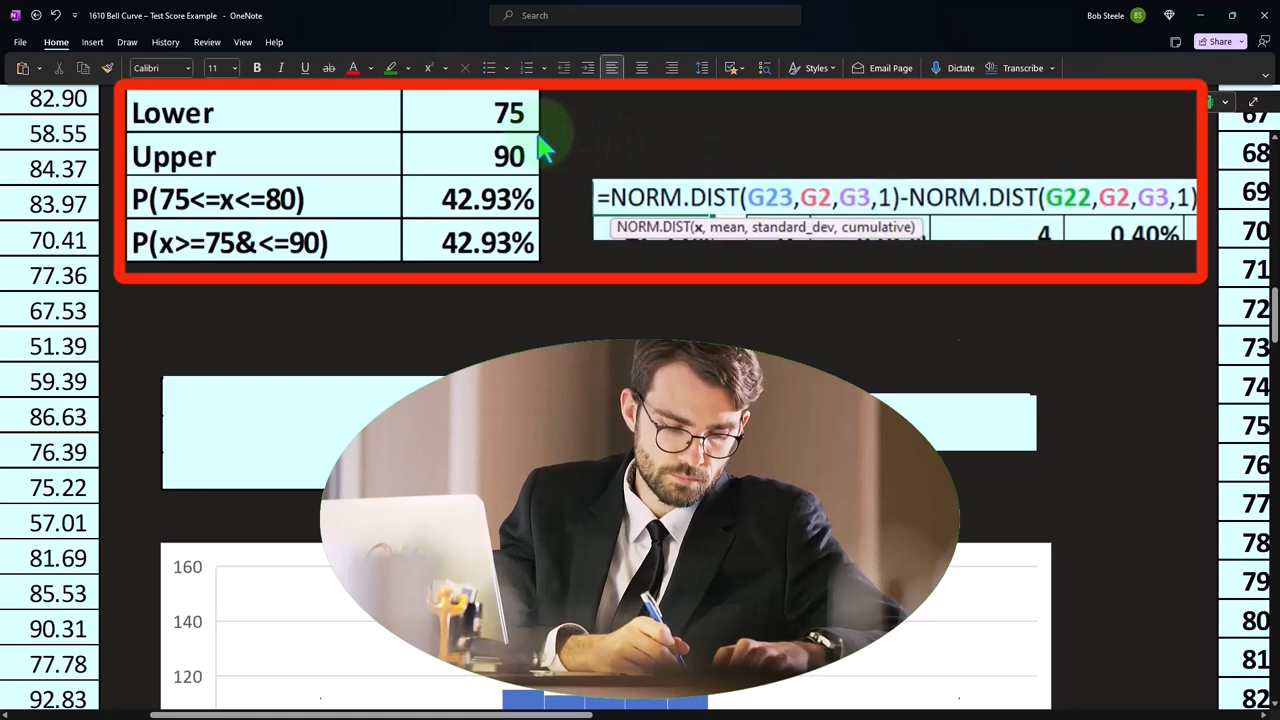 1610 Bell Curve – Test Score Example – OneNote
Search
Bob Steele
BS
File Home Insert Draw History Review View Help
Share
Calibri 11 B I U ab A
Styles Email Page Dictate Transcribe
82.90
58.55
84.37
83.97
70.41
77.36
67.53
51.39
59.39
86.63
76.39
75.22
57.01
81.69
85.53
90.31
77.78
92.83
Lower 75
Upper 90
P(75<=x<=80) 42.93%
P(x>=75&<=90) 42.93%
=NORM.DIST(G23,G2,G3,1)-NORM.DIST(G22,G2,G3,1)
NORM.DIST(x, mean, standard_dev, cumulative)
4 0.40%
160
140
120
67
68
69
70
71
72
73
74
75
76
77
78
79
80
81
82